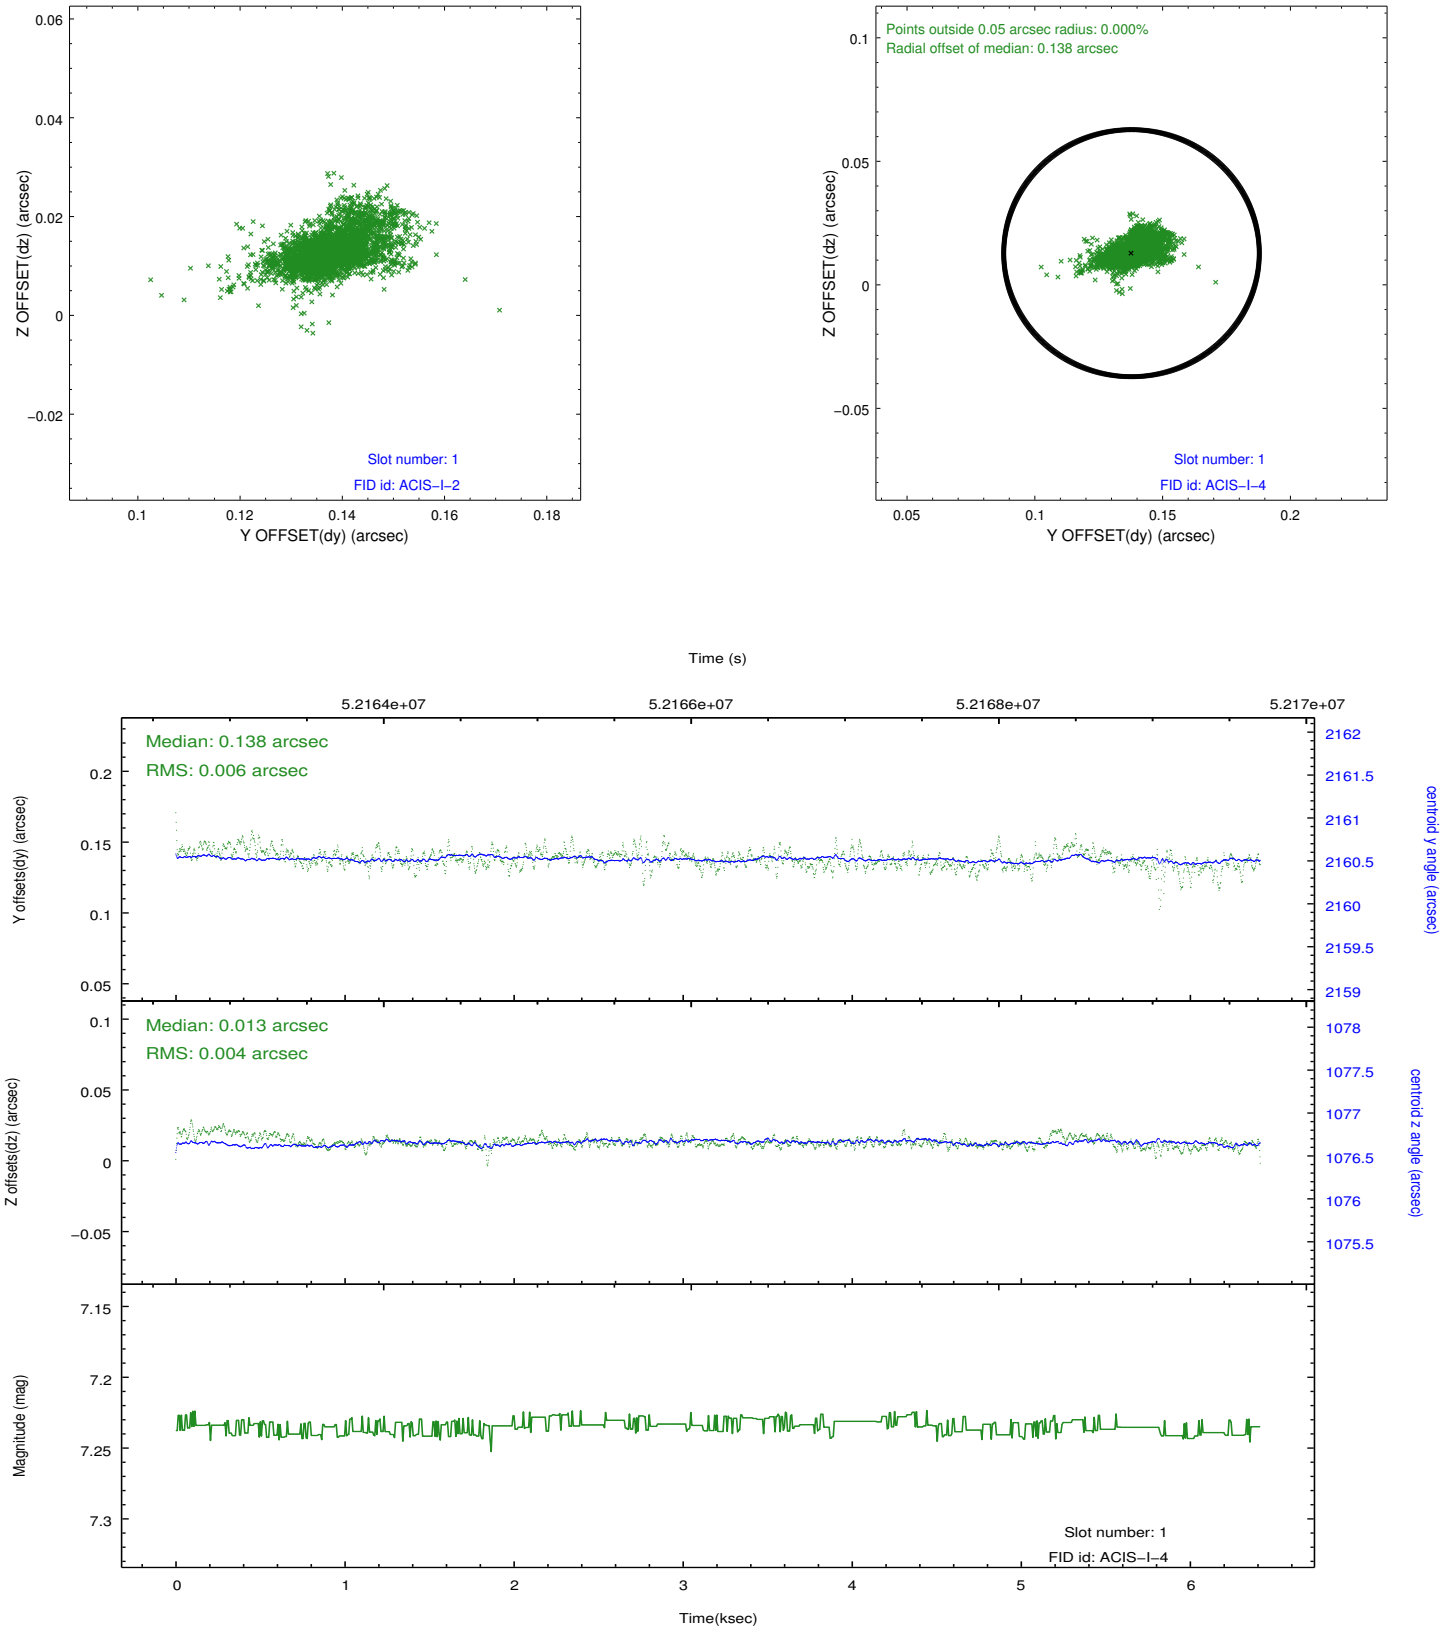 0.06
0.04
0.02
0
−0.02
Z OFFSET(dz) (arcsec)
Slot number: 1
FID id: ACIS−I−2
0.1 0.12 0.14 0.16 0.18
Y OFFSET(dy) (arcsec)
Points outside 0.05 arcsec radius: 0.000%
Radial offset of median: 0.138 arcsec
0.1
0.05
0
−0.05
Z OFFSET(dz) (arcsec)
Slot number: 1
FID id: ACIS−I−4
0.05 0.1 0.15 0.2
Y OFFSET(dy) (arcsec)
Time (s)
5.2164e+07 5.2166e+07 5.2168e+07 5.217e+07
Median: 0.138 arcsec
RMS: 0.006 arcsec
0.2
0.15
0.1
0.05
Y offsets(dy) (arcsec)
2162
2161.5
2161
2160.5
2160
2159.5
2159
centroid y angle (arcsec)
Median: 0.013 arcsec
RMS: 0.004 arcsec
0.1
0.05
0
−0.05
Z offsets(dz) (arcsec)
1078
1077.5
1077
1076.5
1076
1075.5
centroid z angle (arcsec)
7.15
7.2
7.25
7.3
Magnitude (mag)
Slot number: 1
FID id: ACIS−I−4
0 1 2 3 4 5 6
Time(ksec)